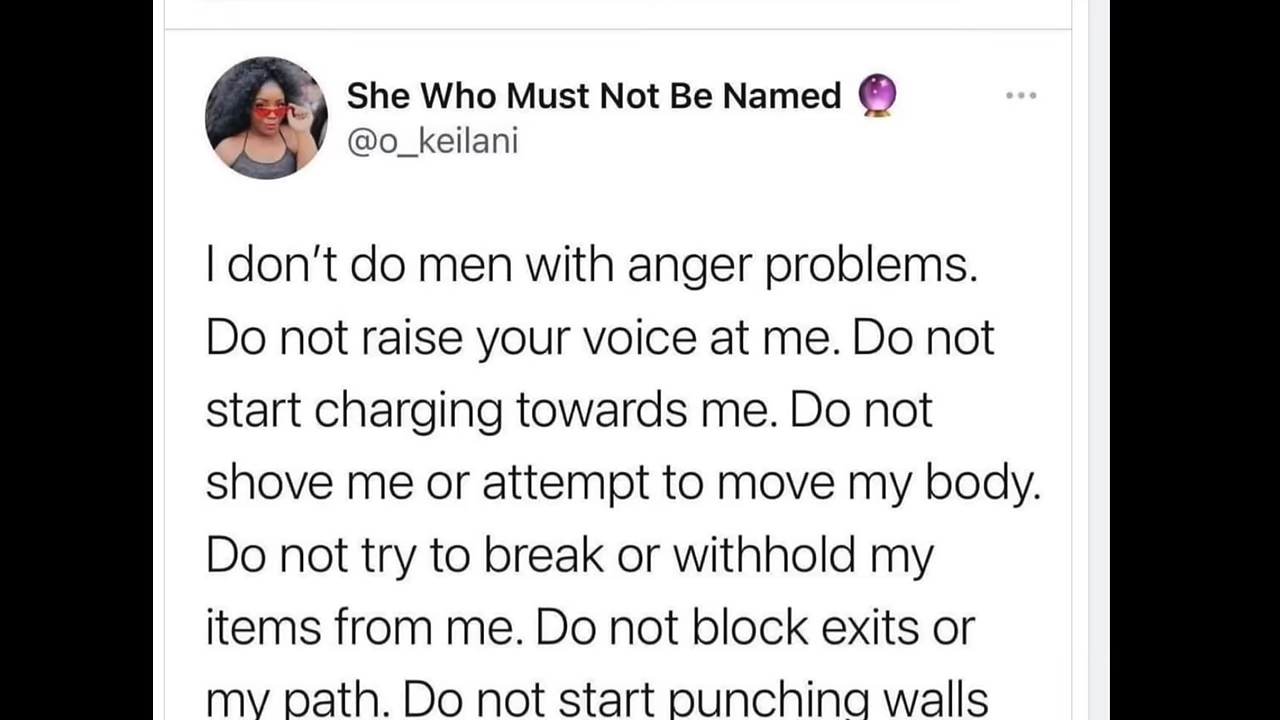 She Who Must Not Be Named 🔮
@o_keilani
I don’t do men with anger problems.
Do not raise your voice at me. Do not
start charging towards me. Do not
shove me or attempt to move my body.
Do not try to break or withhold my
items from me. Do not block exits or
my path. Do not start punching walls